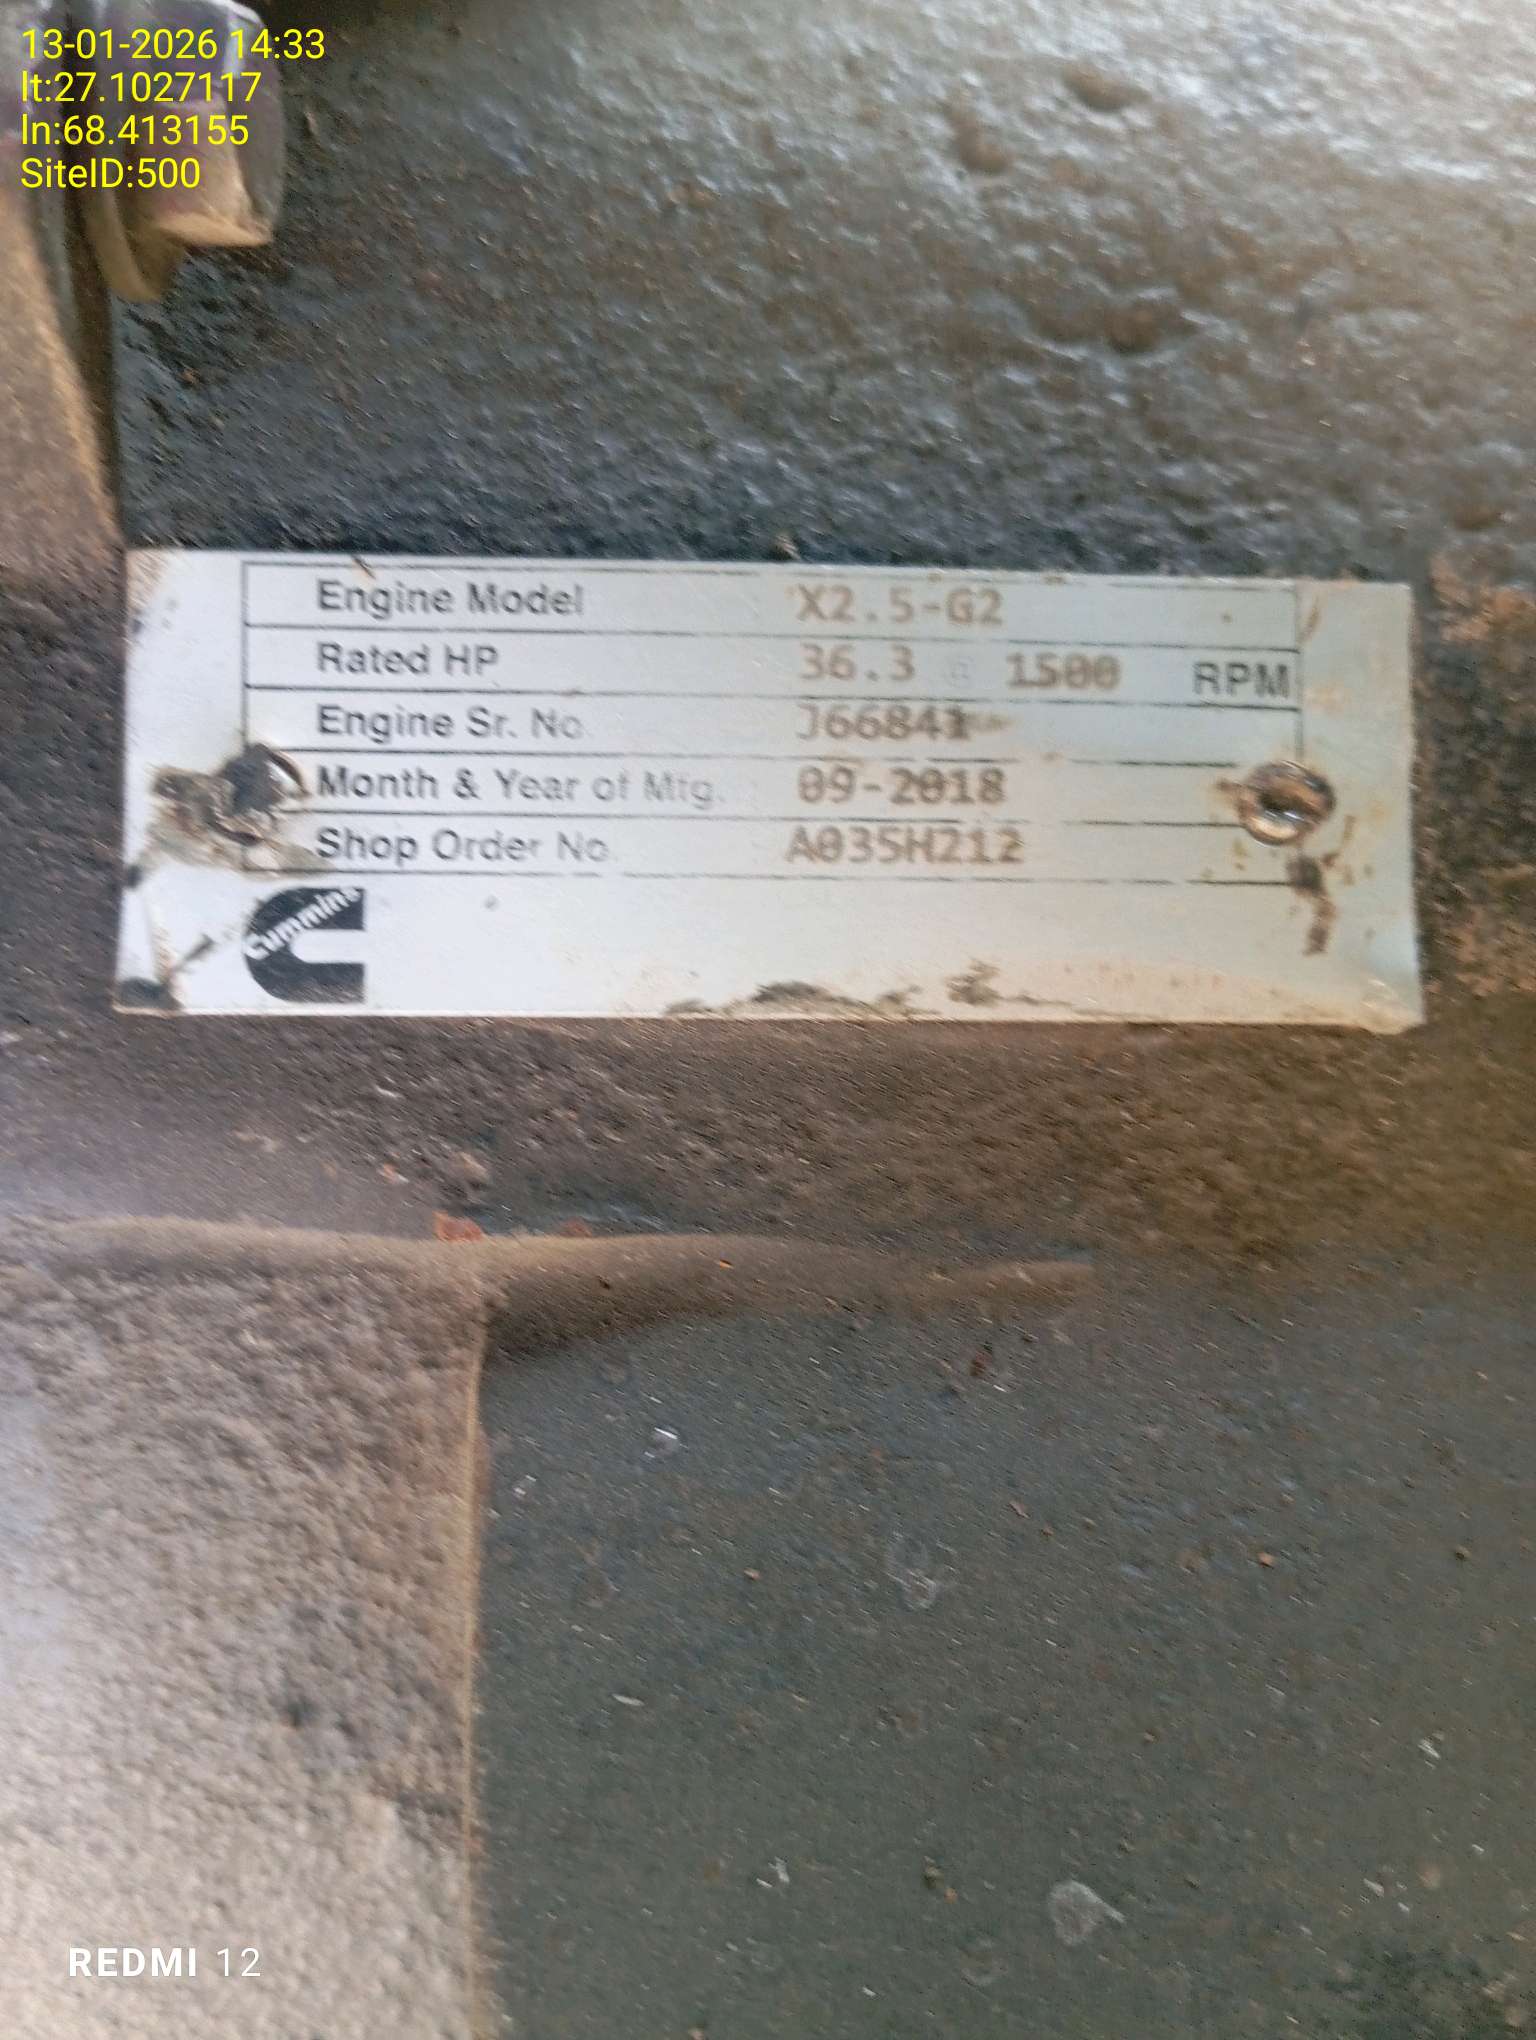 13-01-2026 14:33
lt:27.1027117
ln:68.413155
SiteID:500
Engine Model X2.5-G2
Rated HP 36.3 @ 1500 RPM
Engine Sr. No. J66841
Month & Year of Mfg. 09-2018
Shop Order No. A035H212
Cummins
REDMI 12